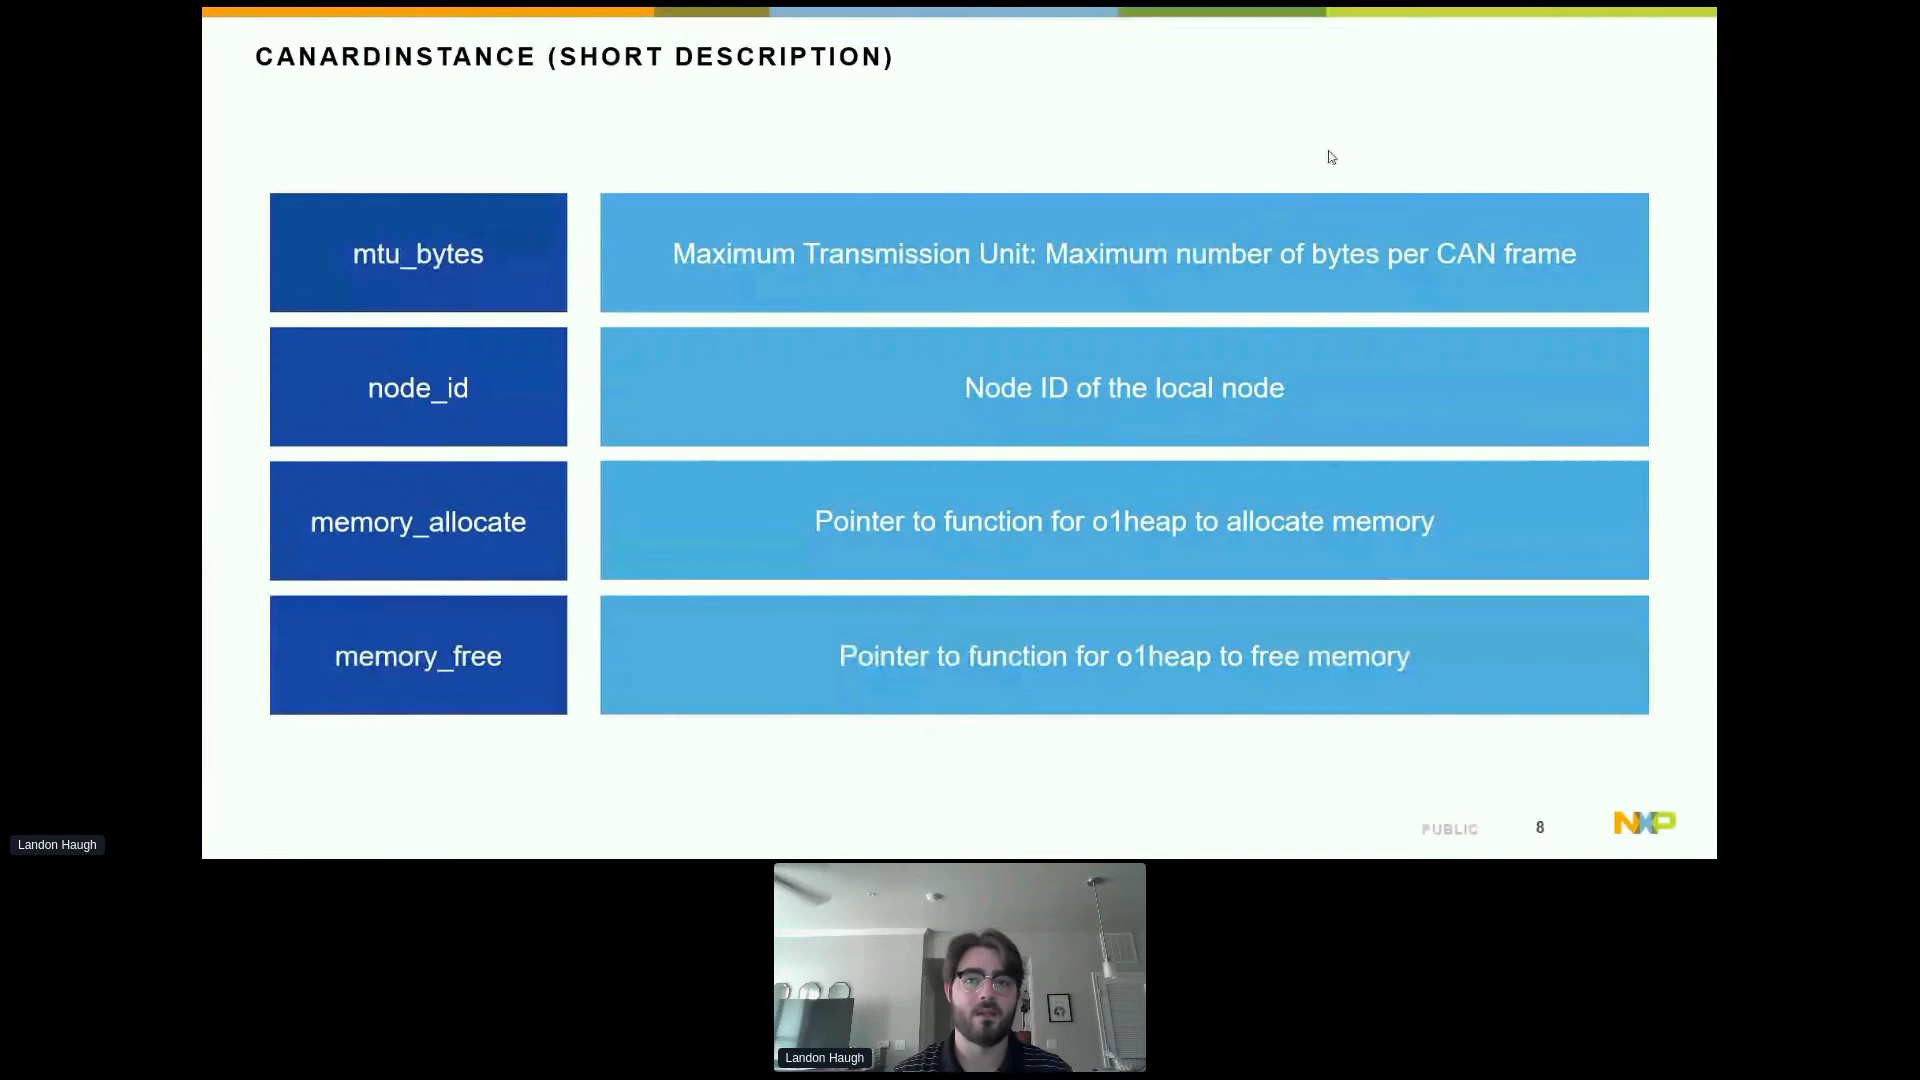 CANARDINSTANCE (SHORT DESCRIPTION)
mtu_bytes
Maximum Transmission Unit: Maximum number of bytes per CAN frame
node_id
Node ID of the local node
memory_allocate
Pointer to function for o1heap to allocate memory
memory_free
Pointer to function for o1heap to free memory
PUBLIC
8
NXP
Landon Haugh
Landon Haugh